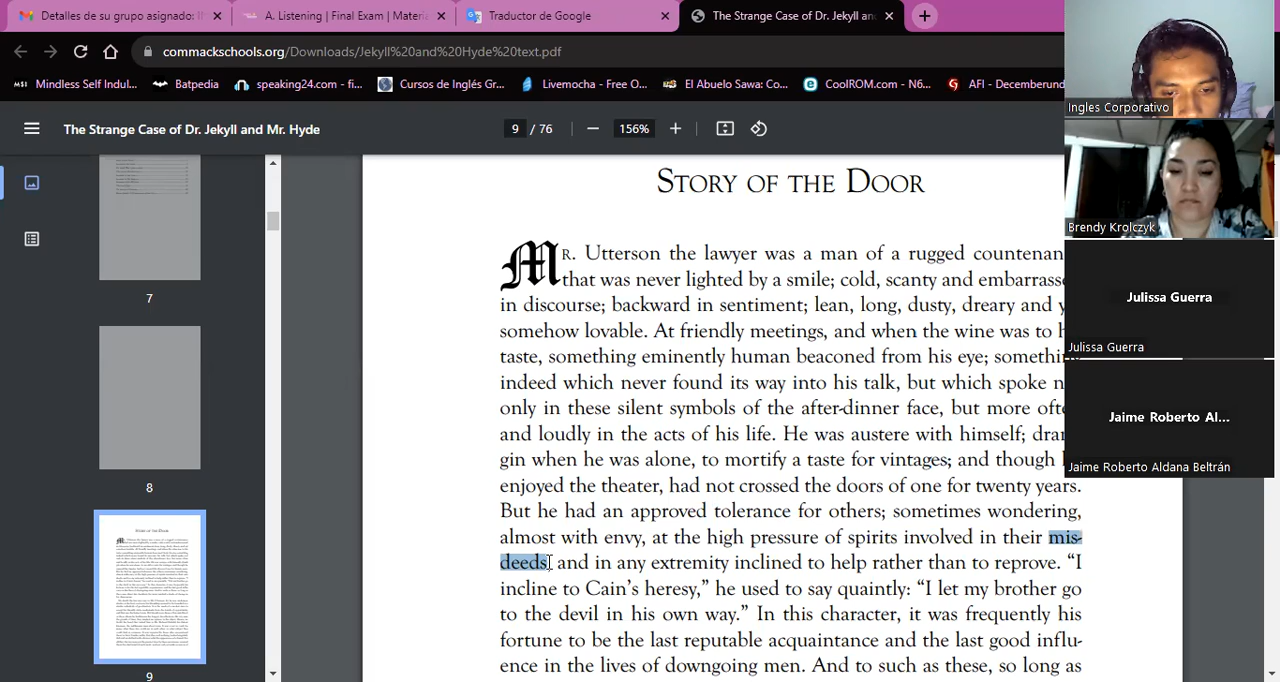 Detalles de su grupo asignado: I
A. Listening | Final Exam | Materia
Traductor de Google
The Strange Case of Dr. Jekyll and
commackschools.org/Downloads/Jekyll%20and%20Hyde%20text.pdf
Mindless Self Indul...
Batpedia
speaking24.com - fi...
Cursos de Inglés Gr...
Livemocha - Free O...
El Abuelo Sawa: Co...
CoolROM.com - N6...
AFI - Decemberund
The Strange Case of Dr. Jekyll and Mr. Hyde
9 / 76
156%
7
8
9
STORY OF THE DOOR
MR. Utterson the lawyer was a man of a rugged countenan
that was never lighted by a smile; cold, scanty and embarrasse
in discourse; backward in sentiment; lean, long, dusty, dreary and y
somehow lovable. At friendly meetings, and when the wine was to h
taste, something eminently human beaconed from his eye; somethin
indeed which never found its way into his talk, but which spoke n
only in these silent symbols of the after-dinner face, but more ofte
and loudly in the acts of his life. He was austere with himself; dran
gin when he was alone, to mortify a taste for vintages; and though h
enjoyed the theater, had not crossed the doors of one for twenty years.
But he had an approved tolerance for others; sometimes wondering,
almost with envy, at the high pressure of spirits involved in their mis-
deeds; and in any extremity inclined to help rather than to reprove. “I
incline to Cain's heresy,” he used to say quaintly: “I let my brother go
to the devil in his own way.” In this character, it was frequently his
fortune to be the last reputable acquaintance and the last good influ-
ence in the lives of downgoing men. And to such as these, so long as
Ingles Corporativo
Brendy Krolczyk
Julissa Guerra
Julissa Guerra
Jaime Roberto Al...
Jaime Roberto Aldana Beltrán